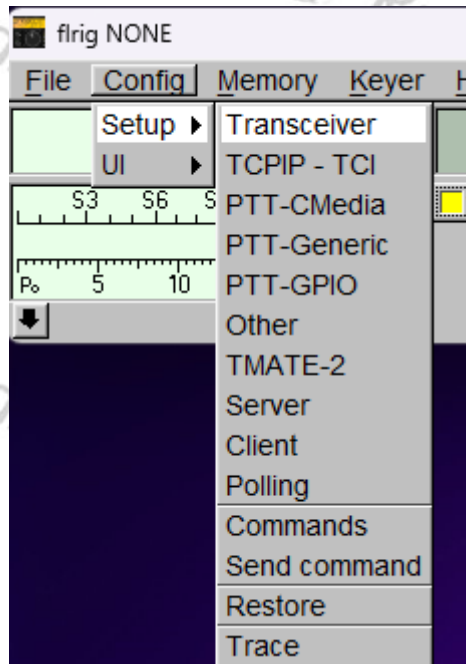 flrig NONE
File Config Memory Keyer H
Setup Transceiver
UI TCPIP - TCI
S3 S6 S PTT-CMedia
PTT-Generic
Po 5 10 PTT-GPIO
Other
TMATE-2
Server
Client
Polling
Commands
Send command
Restore
Trace